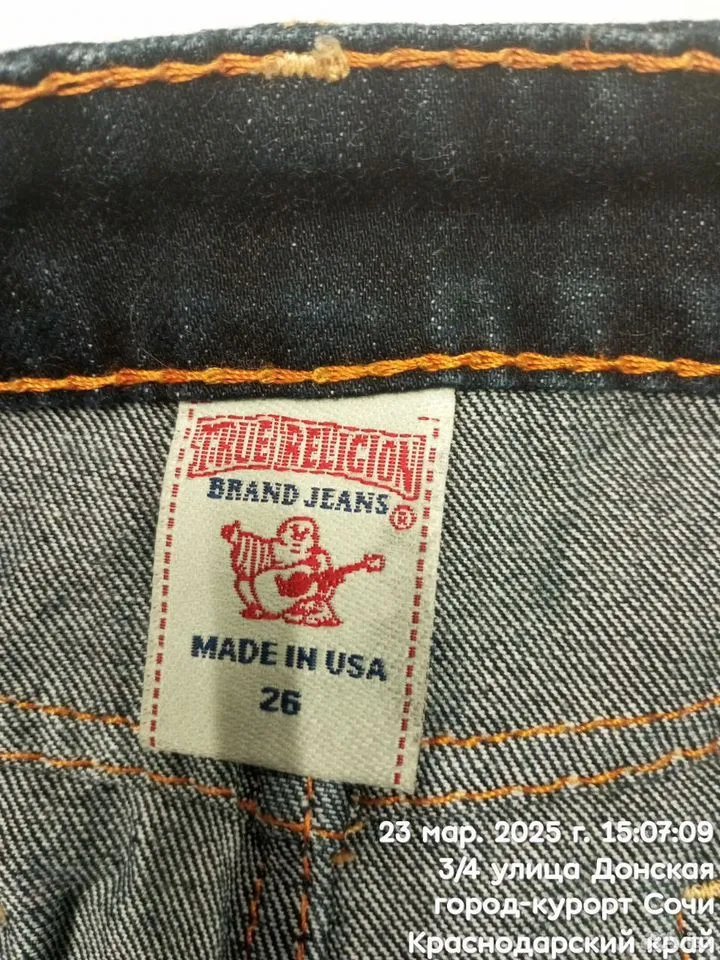 TRUE RELIGION
BRAND JEANS ®
MADE IN USA
26
23 мар. 2025 г. 15:07:09
3/4 улица Донская
город-курорт Сочи
Краснодарский край